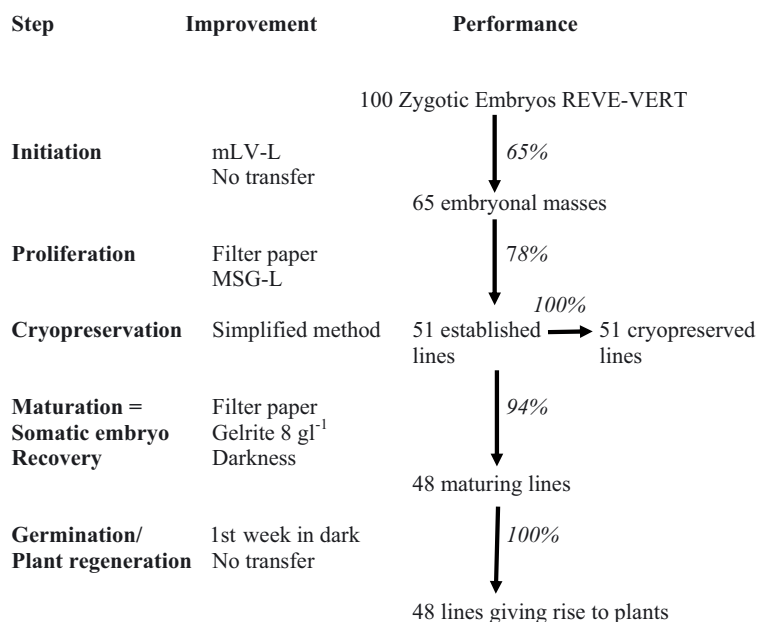 Step Improvement Performance
100 Zygotic Embryos REVE-VERT
Initiation mLV-L 65%
No transfer
65 embryonal masses
Proliferation Filter paper 78%
MSG-L
100%
Cryopreservation Simplified method 51 established 51 cryopreserved
lines lines
Maturation = Filter paper 94%
Somatic embryo Gelrite 8 gl⁻¹
Recovery Darkness
48 maturing lines
Germination/ 1st week in dark 100%
Plant regeneration No transfer
48 lines giving rise to plants